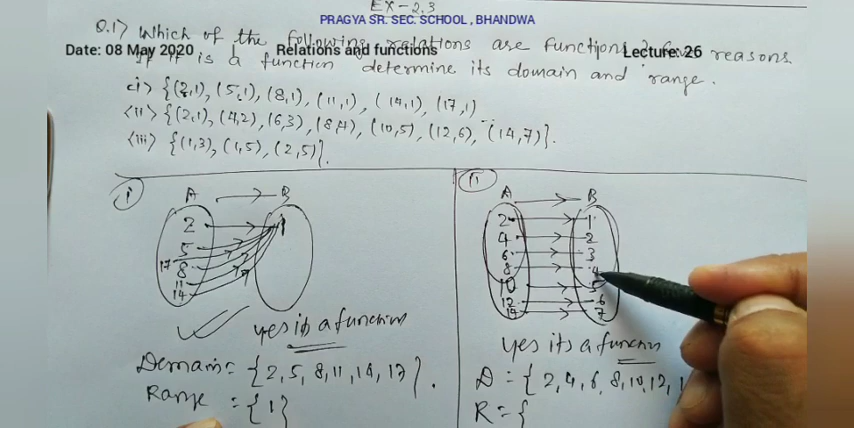 EX-2.3
PRAGYA SR. SEC. SCHOOL , BHANDWA
Q.1) Which of the following relations are functions? reasons
Date: 08 May 2020
Relations and functions
Lecture: 26
If it is a function determine its domain and range.
(i) {(2,1), (5,1), (8,1), (11,1), (14,1), (17,1)
(ii) {(2,1), (4,2), (6,3), (8,4), (10,5), (12,6), (14,7)}.
(iii) {(1,3), (1,5), (2,5)}.
(i)
A → B
2 1
5
17
8
11
14
yes it is a function
Domain = {2, 5, 8, 11, 14, 17}.
Range = {1}
(ii)
A → B
2 1
4 2
6 3
8 4
10 5
12 6
14 7
yes its a function
D = { 2, 4, 6, 8, 10, 12, 1
R = {